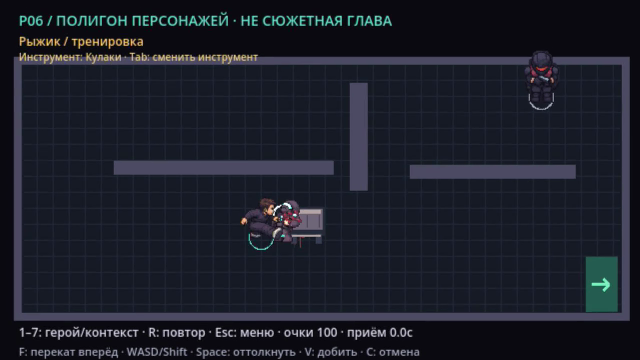 P06 / ПОЛИГОН ПЕРСОНАЖЕЙ · НЕ СЮЖЕТНАЯ ГЛАВА
Рыжик / тренировка
Инструмент: Кулаки · Tab: сменить инструмент
→
1–7: герой/контекст · R: повтор · Esc: меню · очки 100 · приём 0.0с
F: перекат вперёд · WASD/Shift · Space: оттолкнуть · V: добить · C: отмена